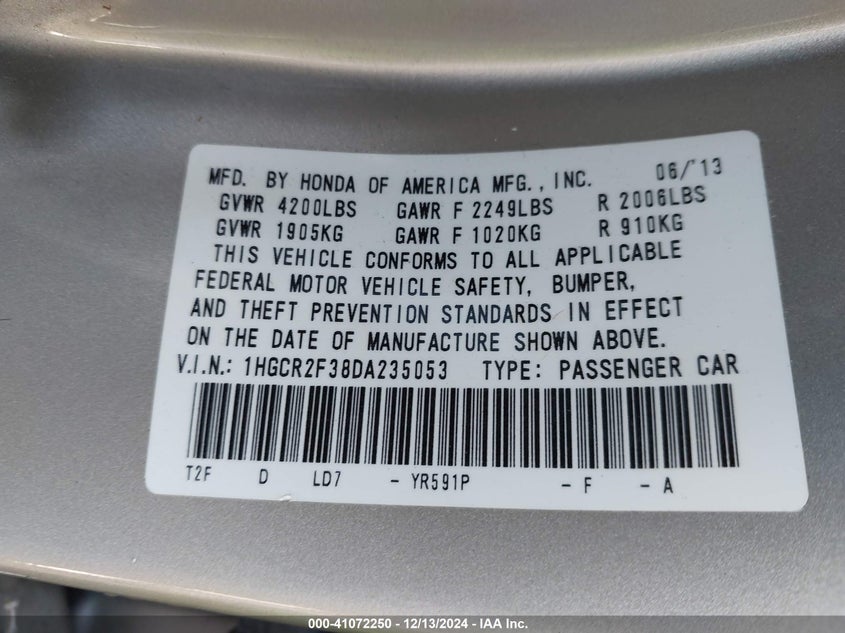 MFD. BY HONDA OF AMERICA MFG., INC. 06/'13
GVWR 4200LBS GAWR F 2249LBS R 2006LBS
GVWR 1905KG GAWR F 1020KG R 910KG
THIS VEHICLE CONFORMS TO ALL APPLICABLE
FEDERAL MOTOR VEHICLE SAFETY, BUMPER,
AND THEFT PREVENTION STANDARDS IN EFFECT
ON THE DATE OF MANUFACTURE SHOWN ABOVE.
V.I.N.: 1HGCR2F38DA235053 TYPE: PASSENGER CAR
T2F D LD7 - YR591P - F - A
000-41072250 - 12/13/2024 - IAA Inc.